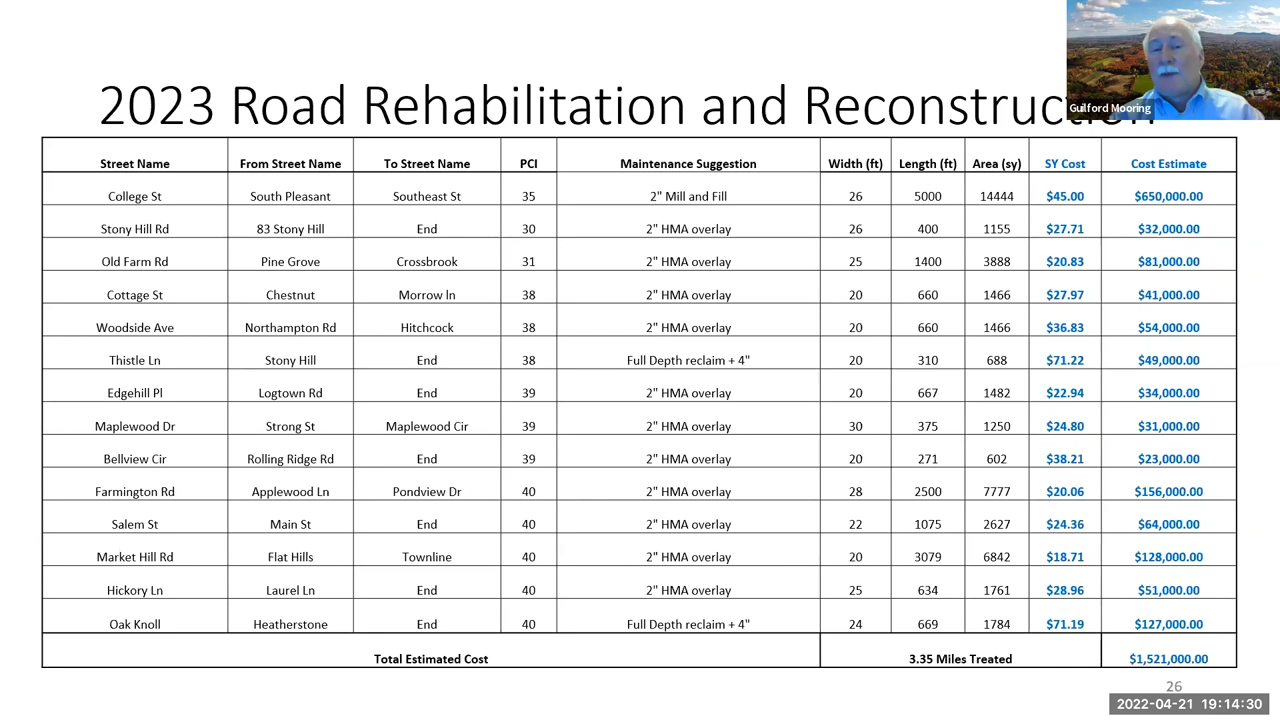 2023 Road Rehabilitation and Reconstruction
Guilford Mooring
Street Name From Street Name To Street Name PCI Maintenance Suggestion Width (ft) Length (ft) Area (sy) SY Cost Cost Estimate
College St South Pleasant Southeast St 35 2" Mill and Fill 26 5000 14444 $45.00 $650,000.00
Stony Hill Rd 83 Stony Hill End 30 2" HMA overlay 26 400 1155 $27.71 $32,000.00
Old Farm Rd Pine Grove Crossbrook 31 2" HMA overlay 25 1400 3888 $20.83 $81,000.00
Cottage St Chestnut Morrow ln 38 2" HMA overlay 20 660 1466 $27.97 $41,000.00
Woodside Ave Northampton Rd Hitchcock 38 2" HMA overlay 20 660 1466 $36.83 $54,000.00
Thistle Ln Stony Hill End 38 Full Depth reclaim + 4" 20 310 688 $71.22 $49,000.00
Edgehill Pl Logtown Rd End 39 2" HMA overlay 20 667 1482 $22.94 $34,000.00
Maplewood Dr Strong St Maplewood Cir 39 2" HMA overlay 30 375 1250 $24.80 $31,000.00
Bellview Cir Rolling Ridge Rd End 39 2" HMA overlay 20 271 602 $38.21 $23,000.00
Farmington Rd Applewood Ln Pondview Dr 40 2" HMA overlay 28 2500 7777 $20.06 $156,000.00
Salem St Main St End 40 2" HMA overlay 22 1075 2627 $24.36 $64,000.00
Market Hill Rd Flat Hills Townline 40 2" HMA overlay 20 3079 6842 $18.71 $128,000.00
Hickory Ln Laurel Ln End 40 2" HMA overlay 25 634 1761 $28.96 $51,000.00
Oak Knoll Heatherstone End 40 Full Depth reclaim + 4" 24 669 1784 $71.19 $127,000.00
Total Estimated Cost 3.35 Miles Treated $1,521,000.00
26
2022-04-21 19:14:30